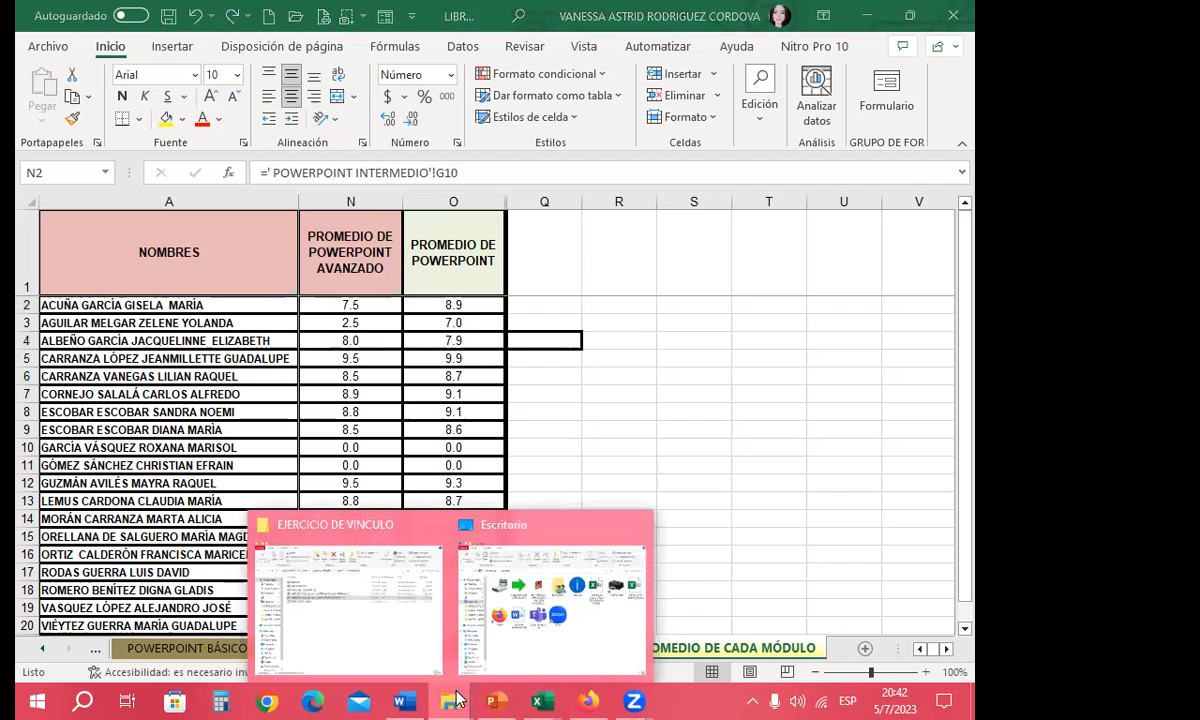 Autoguardado LIBR... VANESSA ASTRID RODRIGUEZ CORDOVA
Archivo Inicio Insertar Disposición de página Fórmulas Datos Revisar Vista Automatizar Ayuda Nitro Pro 10
Pegar Arial 10 Número Formato condicional Insertar
N K S $ % 000 Dar formato como tabla Eliminar Edición Analizar datos Formulario
Estilos de celda Formato
Portapapeles Fuente Alineación Número Estilos Celdas Análisis GRUPO DE FOR
N2 fx =' POWERPOINT INTERMEDIO'!G10
A N O Q R S T U V
1 NOMBRES PROMEDIO DE POWERPOINT AVANZADO PROMEDIO DE POWERPOINT
2 ACUÑA GARCÍA GISELA MARÍA 7.5 8.9
3 AGUILAR MELGAR ZELENE YOLANDA 2.5 7.0
4 ALBEÑO GARCÍA JACQUELINNE ELIZABETH 8.0 7.9
5 CARRANZA LÓPEZ JEANMILLETTE GUADALUPE 9.5 9.9
6 CARRANZA VANEGAS LILIAN RAQUEL 8.5 8.7
7 CORNEJO SALALÁ CARLOS ALFREDO 8.9 9.1
8 ESCOBAR ESCOBAR SANDRA NOEMI 8.8 9.1
9 ESCOBAR ESCOBAR DIANA MARÌA 8.5 8.6
10 GARCÍA VÁSQUEZ ROXANA MARISOL 0.0 0.0
11 GÓMEZ SÁNCHEZ CHRISTIAN EFRAIN 0.0 0.0
12 GUZMÁN AVILÉS MAYRA RAQUEL 9.5 9.3
13 LEMUS CARDONA CLAUDIA MARÍA 8.8 8.7
14 MORÁN CARRANZA MARTA ALICIA
15 ORELLANA DE SALGUERO MARÍA MAGD
16 ORTIZ CALDERÓN FRANCISCA MARICE
17 RODAS GUERRA LUIS DAVID
18 ROMERO BENÍTEZ DIGNA GLADIS
19 VASQUEZ LÓPEZ ALEJANDRO JOSÉ
20 VIÉYTEZ GUERRA MARÍA GUADALUPE
EJERCICIO DE VINCULO Escritorio
... POWERPOINT BÁSICO OMEDIO DE CADA MÓDULO
Listo Accesibilidad: es necesario inv 100%
ESP 20:42
5/7/2023